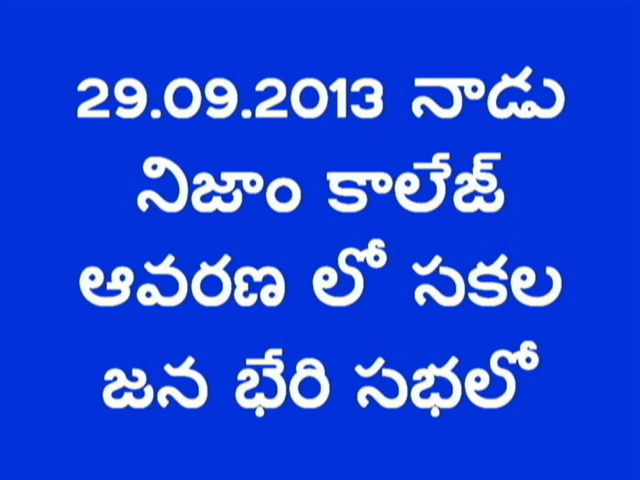 29.09.2013 నాడు
నిజాం కాలేజ్
ఆవరణ లో సకల
జన భేరి సభలో